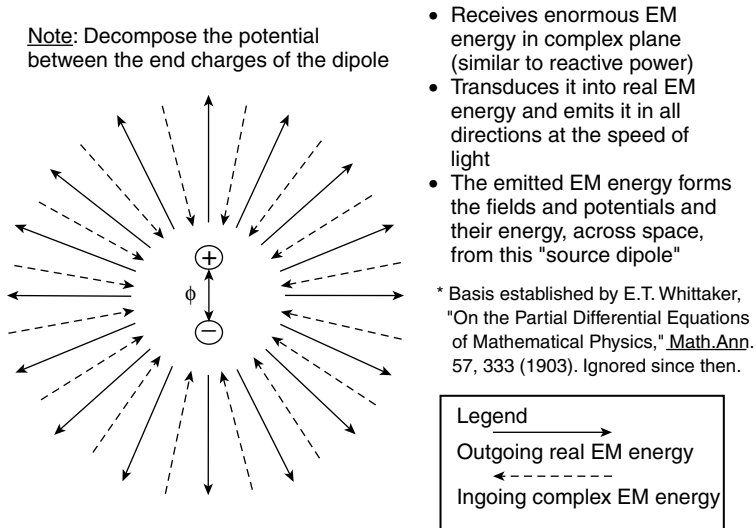 Note: Decompose the potential
between the end charges of the dipole
+
ϕ
−
• Receives enormous EM
energy in complex plane
(similar to reactive power)
• Transduces it into real EM
energy and emits it in all
directions at the speed of
light
• The emitted EM energy forms
the fields and potentials and
their energy, across space,
from this "source dipole"
* Basis established by E.T. Whittaker,
"On the Partial Differential Equations
of Mathematical Physics," Math.Ann.
57, 333 (1903). Ignored since then.
Legend
Outgoing real EM energy
Ingoing complex EM energy